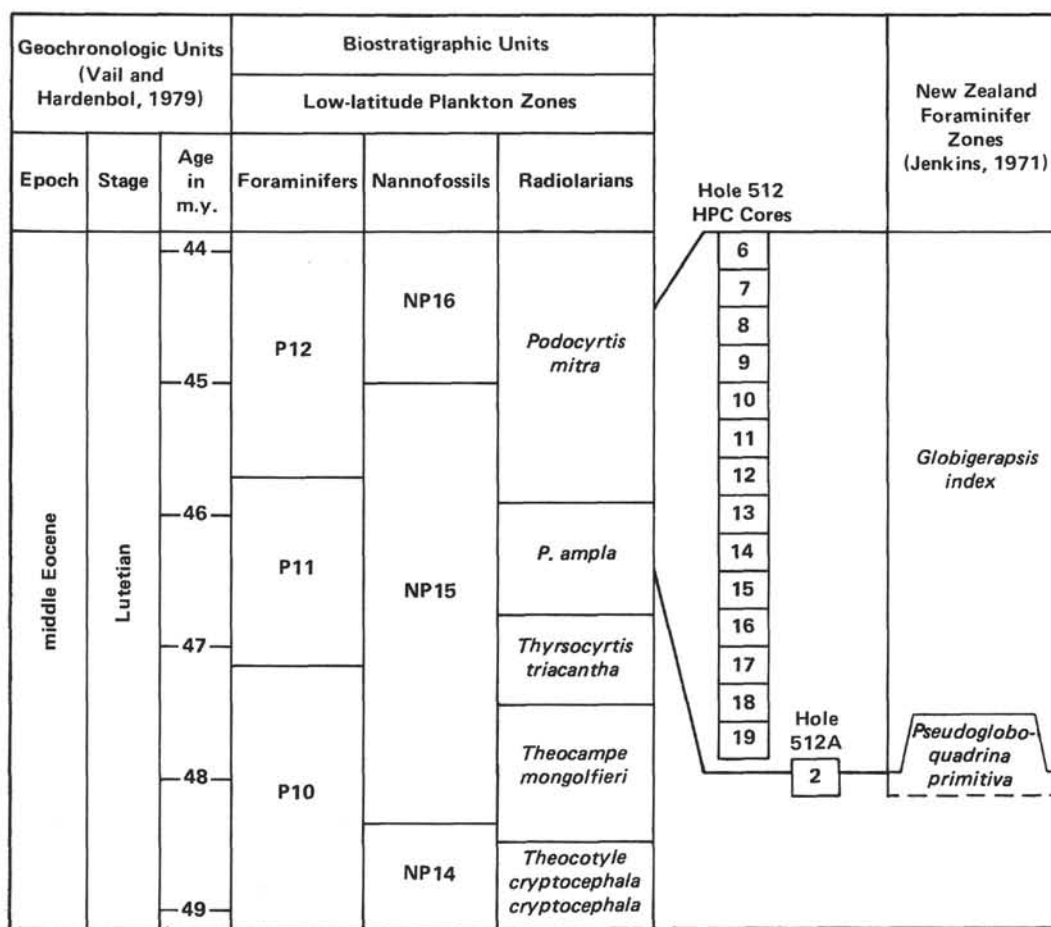 Geochronologic Units
(Vail and
Hardenbol, 1979)
Biostratigraphic Units
Low-latitude Plankton Zones
New Zealand
Foraminifer
Zones
(Jenkins, 1971)
Epoch
Stage
Age
in
m.y.
Foraminifers
Nannofossils
Radiolarians
Hole 512
HPC Cores
middle Eocene
Lutetian
44
45
46
47
48
49
P12
P11
P10
NP16
NP15
NP14
Podocyrtis
mitra
P. ampla
Thyrsocyrtis
triacantha
Theocampe
mongolfieri
Theocotyle
cryptocephala
cryptocephala
6
7
8
9
10
11
12
13
14
15
16
17
18
19
Hole
512A
2
Globigerapsis
index
Pseudoglobo-
quadrina
primitiva